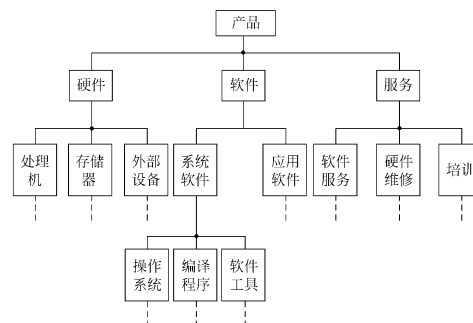 产品
硬件
软件
服务
处理
机
存储
器
外部
设备
系统
软件
应用
软件
软件
服务
硬件
维修
培训
操作
系统
编译
程序
软件
工具